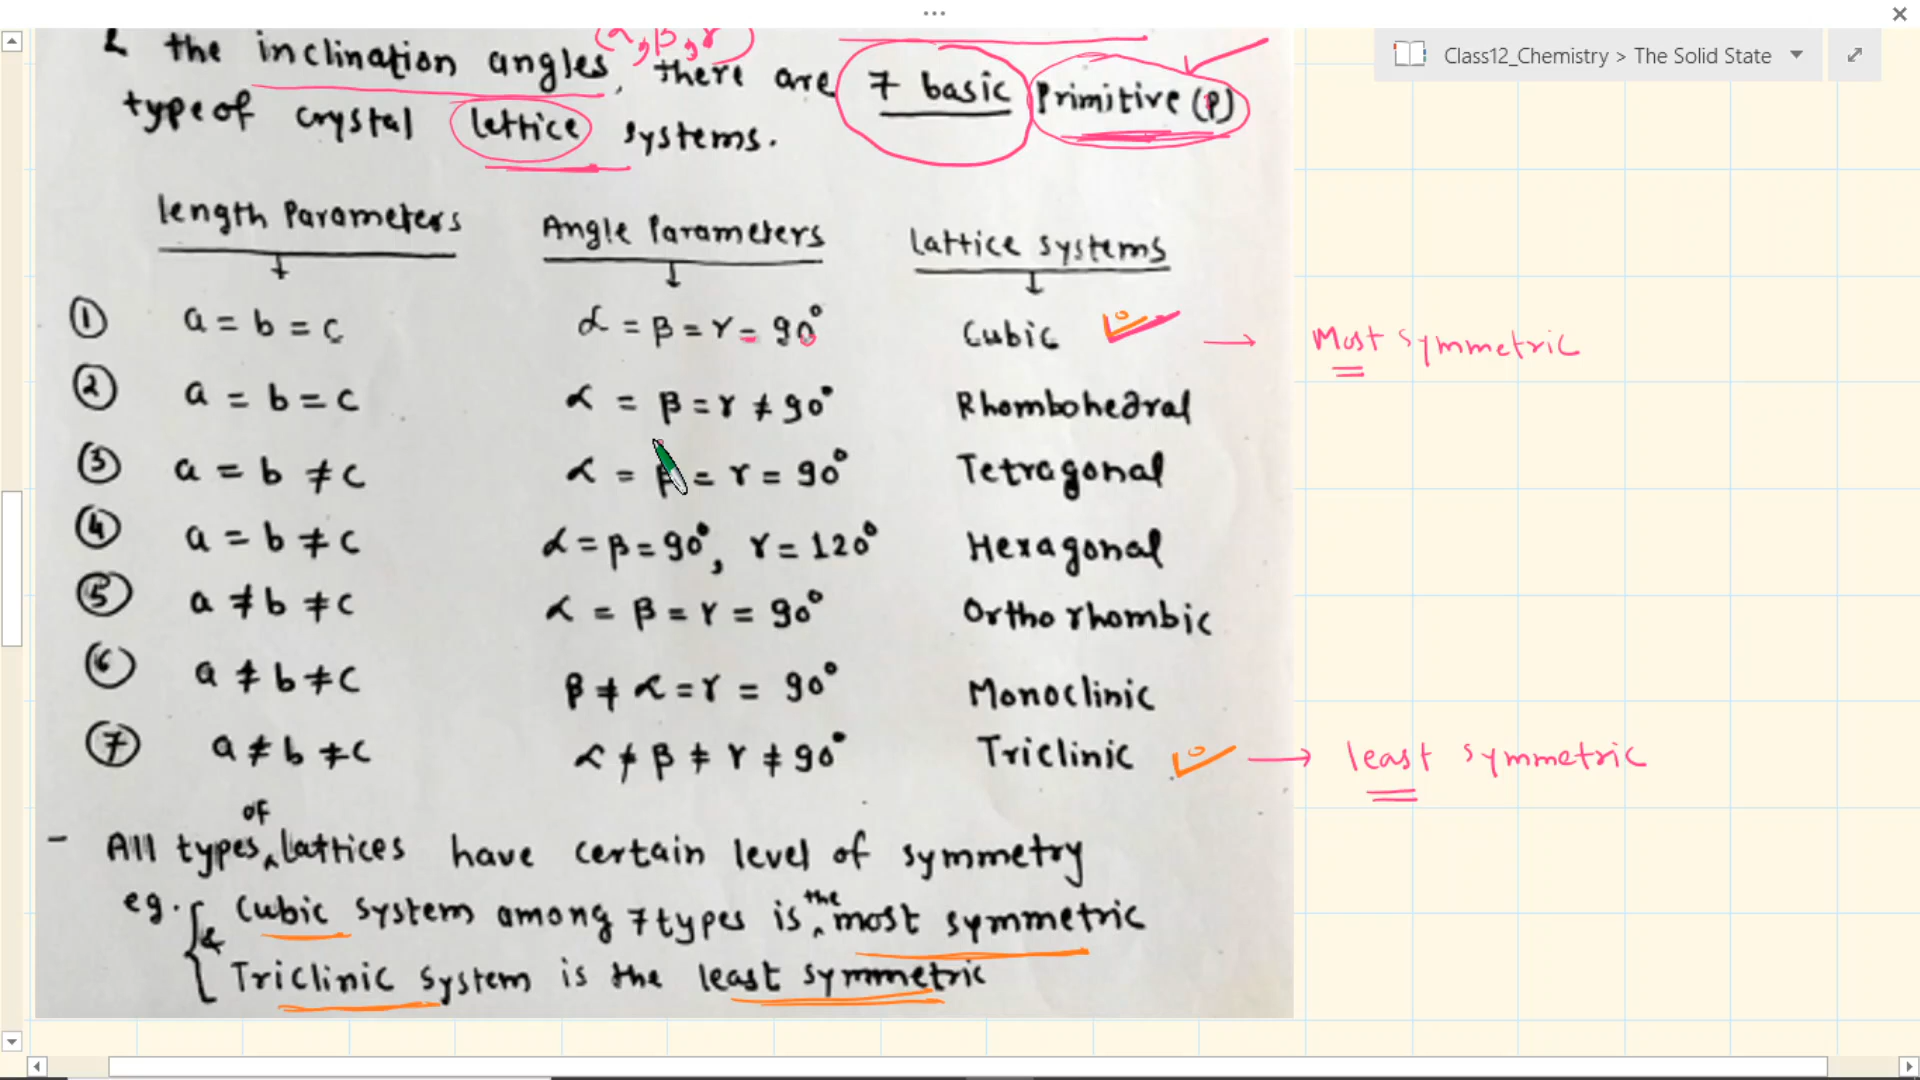 Class12_Chemistry > The Solid State
(α, β, γ)
& the inclination angles, there are 7 basic Primitive (P)
type of crystal lettice systems.
length Parameters Angle Parameters Lattice systems
① a = b = c α = β = γ = 90° Cubic → Most symmetric
② a = b = c α = β = γ ≠ 90° Rhombohedral
③ a = b ≠ c α = β = γ = 90° Tetragonal
④ a = b ≠ c α = β = 90°, γ = 120° Hexagonal
⑤ a ≠ b ≠ c α = β = γ = 90° Ortho rhombic
⑥ a ≠ b ≠ c β ≠ α = γ = 90° Monoclinic
⑦ a ≠ b ≠ c α ≠ β ≠ γ ≠ 90° Triclinic → least symmetric
- All types of lattices have certain level of symmetry
eg. Cubic system among 7 types is the most symmetric
& Triclinic system is the least symmetric